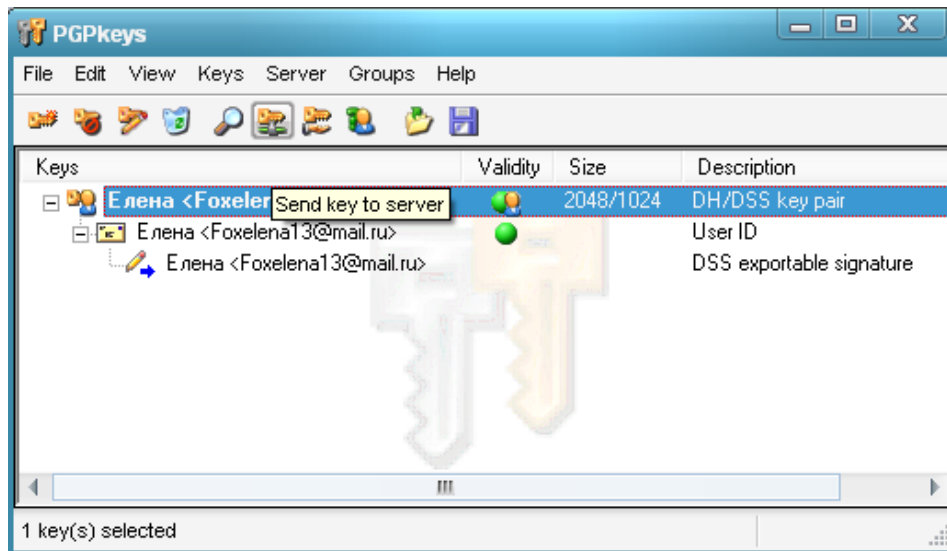 PGPkeys
File Edit View Keys Server Groups Help
Keys Validity Size Description
Елена <Foxeler Send key to server 2048/1024 DH/DSS key pair
Елена <Foxelena13@mail.ru> User ID
Елена <Foxelena13@mail.ru> DSS exportable signature
1 key(s) selected